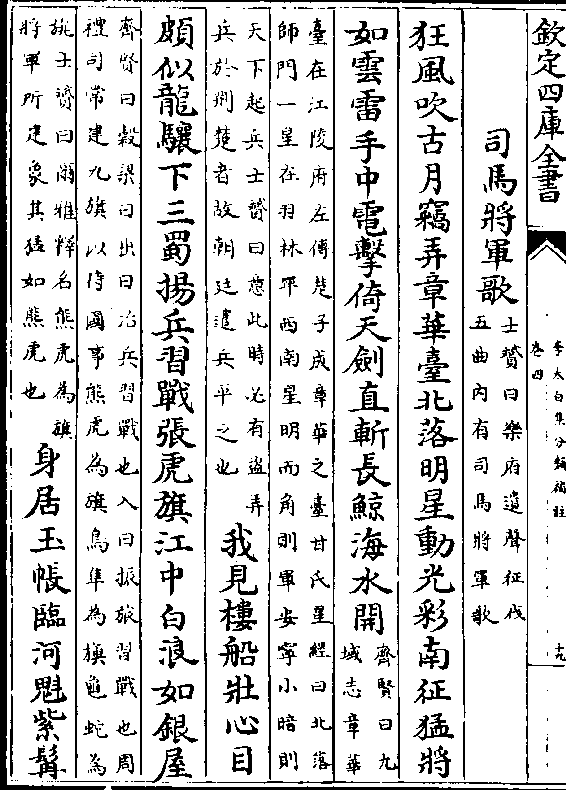 欽定四庫全書
李太白集分類補註
卷四
十九
司馬將軍歌
士贇曰樂府遺聲征伐
五曲内有司馬將軍歌
狂風吹古月竊弄章華臺北落明星動光彩南征猛將
如雲雷手中電擊倚天劍直斬長鯨海水開
齊賢曰九
域志章華
臺在江陵府左傳楚子成章華之臺甘氏星經曰北落
師門一星在羽林平西南星明而角則軍安寧小暗則
天下起兵士贇曰意此時必有盜弄
兵於荆楚者故朝廷遣兵平之也
我見樓船壯心目
頗似龍驤下三蜀揚兵習戰張虎旗江中白浪如銀屋
齊賢曰穀梁曰出曰治兵習戰也入曰振旅習戰也周
禮司常建九旗以待國事熊虎為旗鳥隼為旟龜蛇為
旐士贇曰爾雅釋名熊虎為旗
將軍所建象其猛如熊虎也
身居玉帳臨河魁紫髯